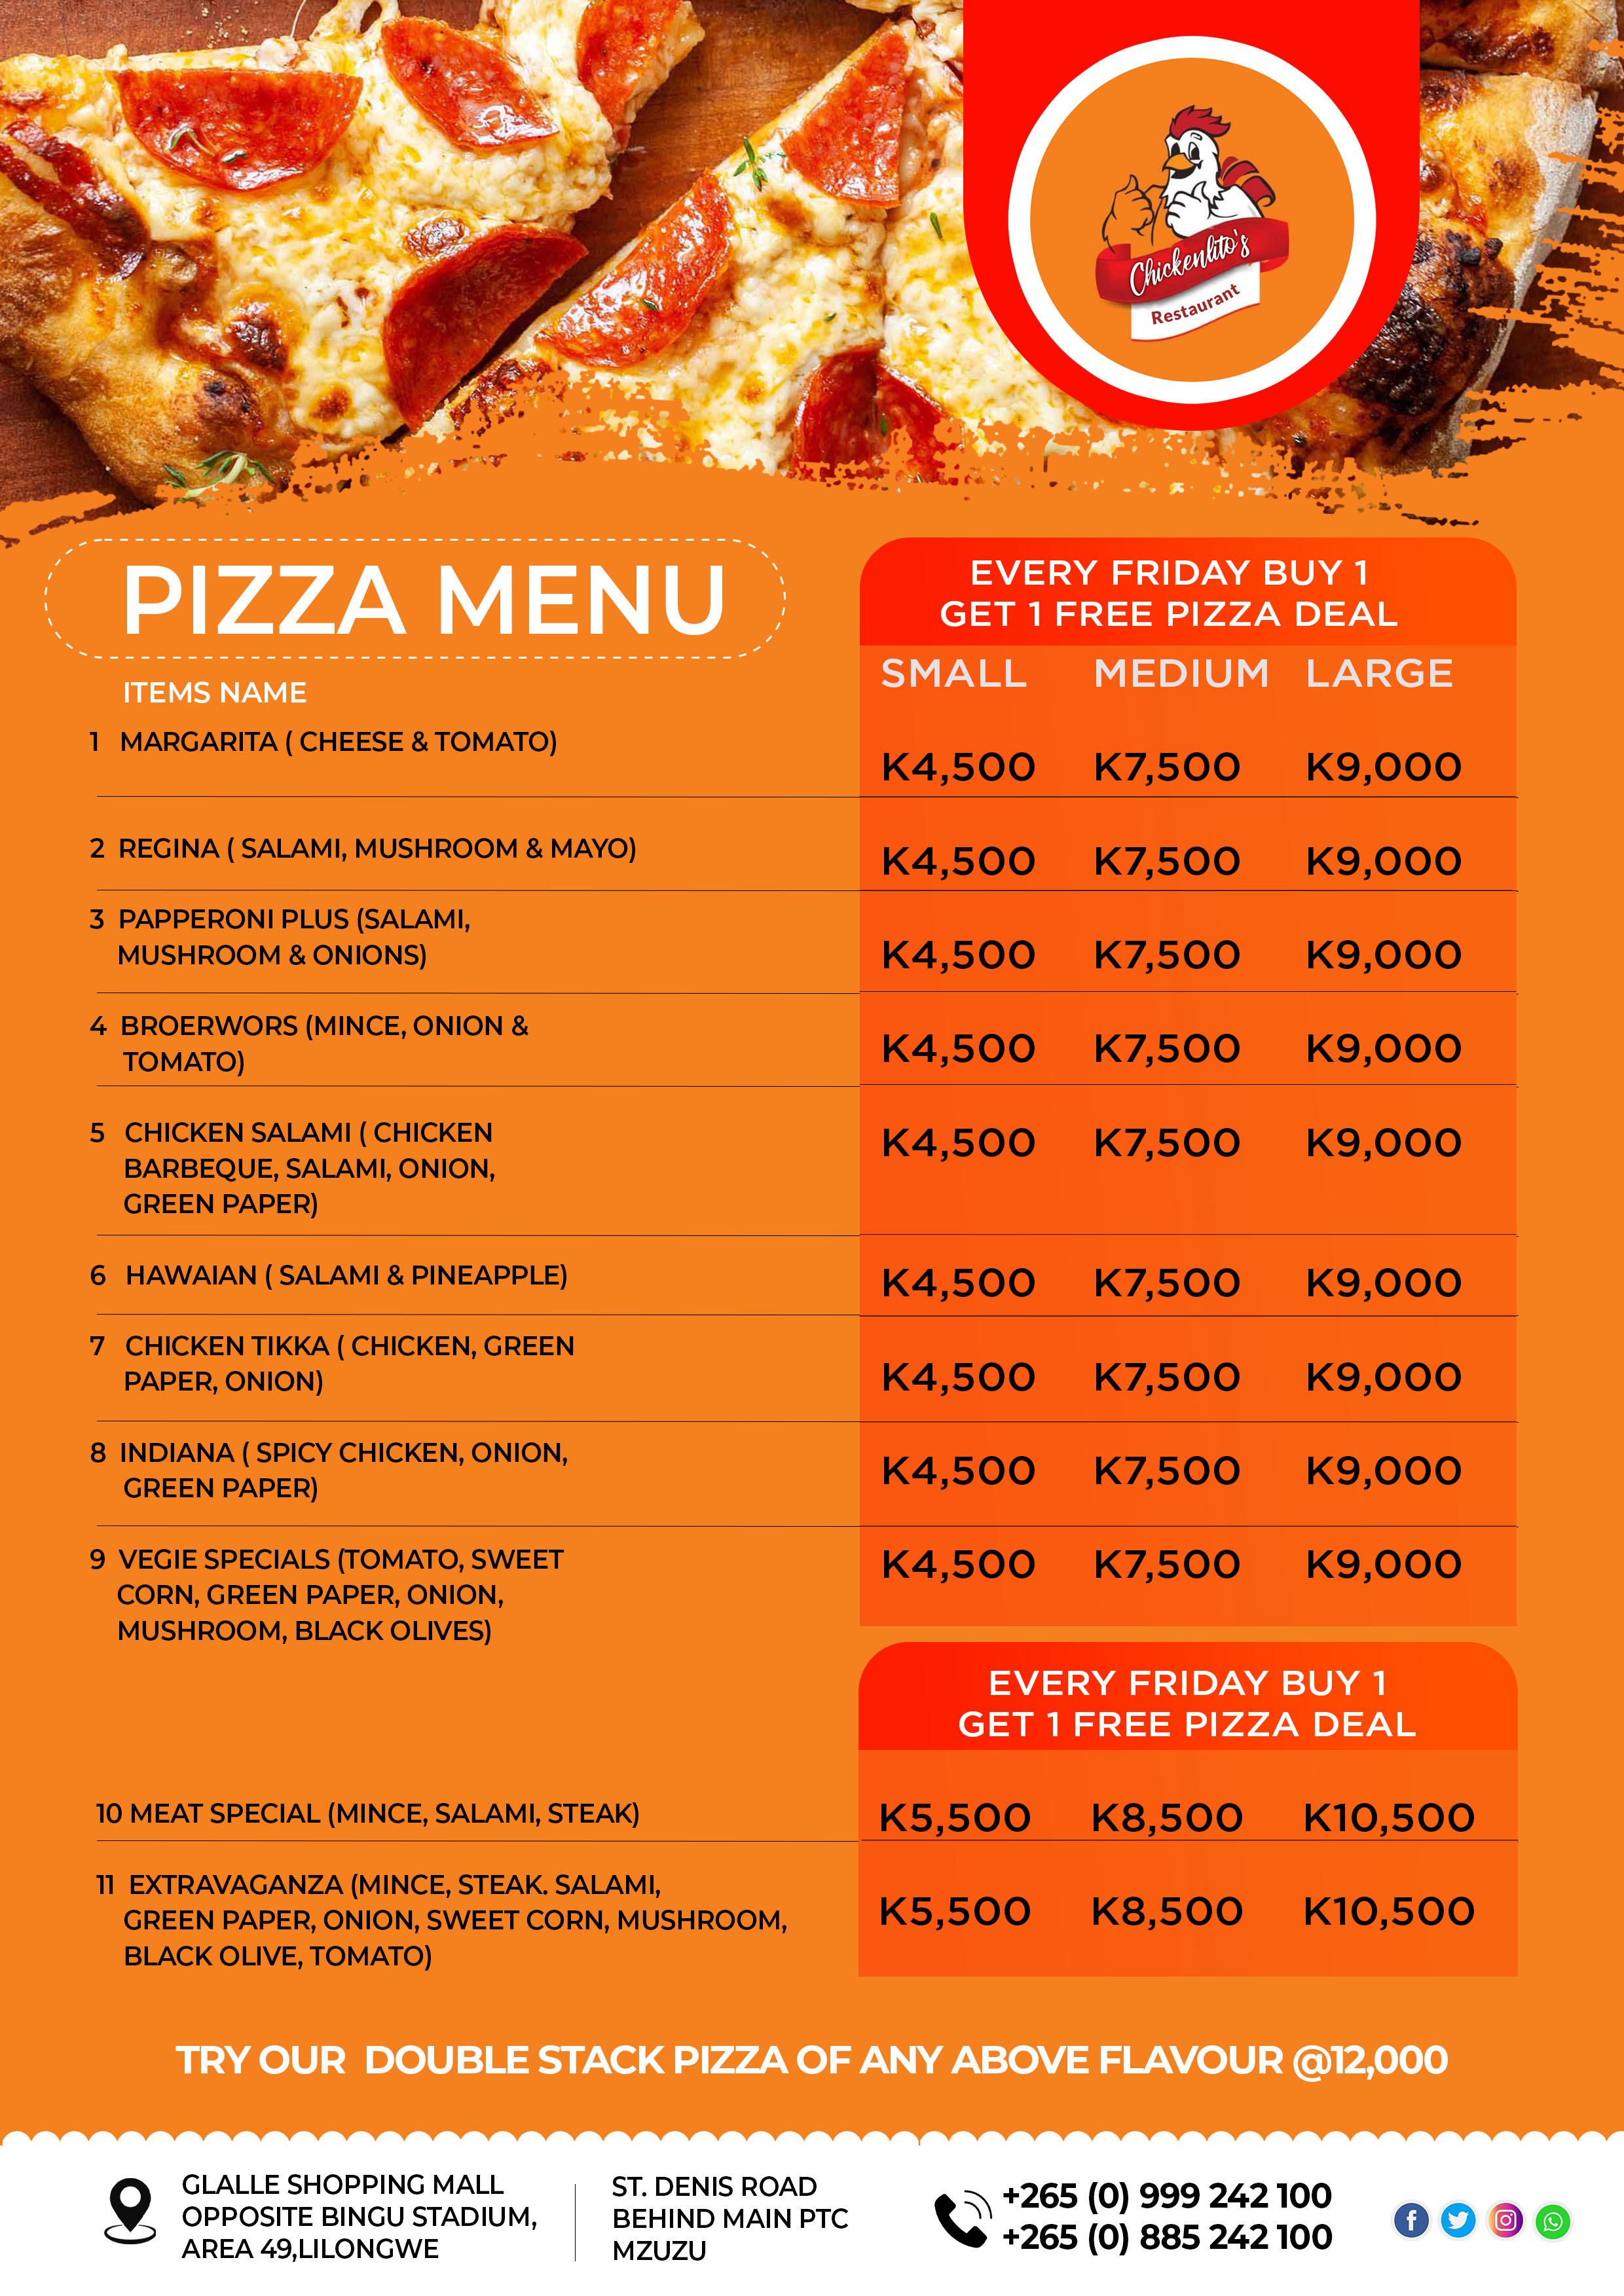 Chickenlito's
Restaurant
PIZZA MENU
EVERY FRIDAY BUY 1
GET 1 FREE PIZZA DEAL
ITEMS NAME
SMALL MEDIUM LARGE
1 MARGARITA ( CHEESE & TOMATO)
K4,500 K7,500 K9,000
2 REGINA ( SALAMI, MUSHROOM & MAYO)
K4,500 K7,500 K9,000
3 PAPPERONI PLUS (SALAMI,
MUSHROOM & ONIONS)
K4,500 K7,500 K9,000
4 BROERWORS (MINCE, ONION &
TOMATO)
K4,500 K7,500 K9,000
5 CHICKEN SALAMI ( CHICKEN
BARBEQUE, SALAMI, ONION,
GREEN PAPER)
K4,500 K7,500 K9,000
6 HAWAIAN ( SALAMI & PINEAPPLE)
K4,500 K7,500 K9,000
7 CHICKEN TIKKA ( CHICKEN, GREEN
PAPER, ONION)
K4,500 K7,500 K9,000
8 INDIANA ( SPICY CHICKEN, ONION,
GREEN PAPER)
K4,500 K7,500 K9,000
9 VEGIE SPECIALS (TOMATO, SWEET
CORN, GREEN PAPER, ONION,
MUSHROOM, BLACK OLIVES)
K4,500 K7,500 K9,000
EVERY FRIDAY BUY 1
GET 1 FREE PIZZA DEAL
10 MEAT SPECIAL (MINCE, SALAMI, STEAK)
K5,500 K8,500 K10,500
11 EXTRAVAGANZA (MINCE, STEAK. SALAMI,
GREEN PAPER, ONION, SWEET CORN, MUSHROOM,
BLACK OLIVE, TOMATO)
K5,500 K8,500 K10,500
TRY OUR DOUBLE STACK PIZZA OF ANY ABOVE FLAVOUR @12,000
GLALLE SHOPPING MALL
OPPOSITE BINGU STADIUM,
AREA 49,LILONGWE
ST. DENIS ROAD
BEHIND MAIN PTC
MZUZU
+265 (0) 999 242 100
+265 (0) 885 242 100